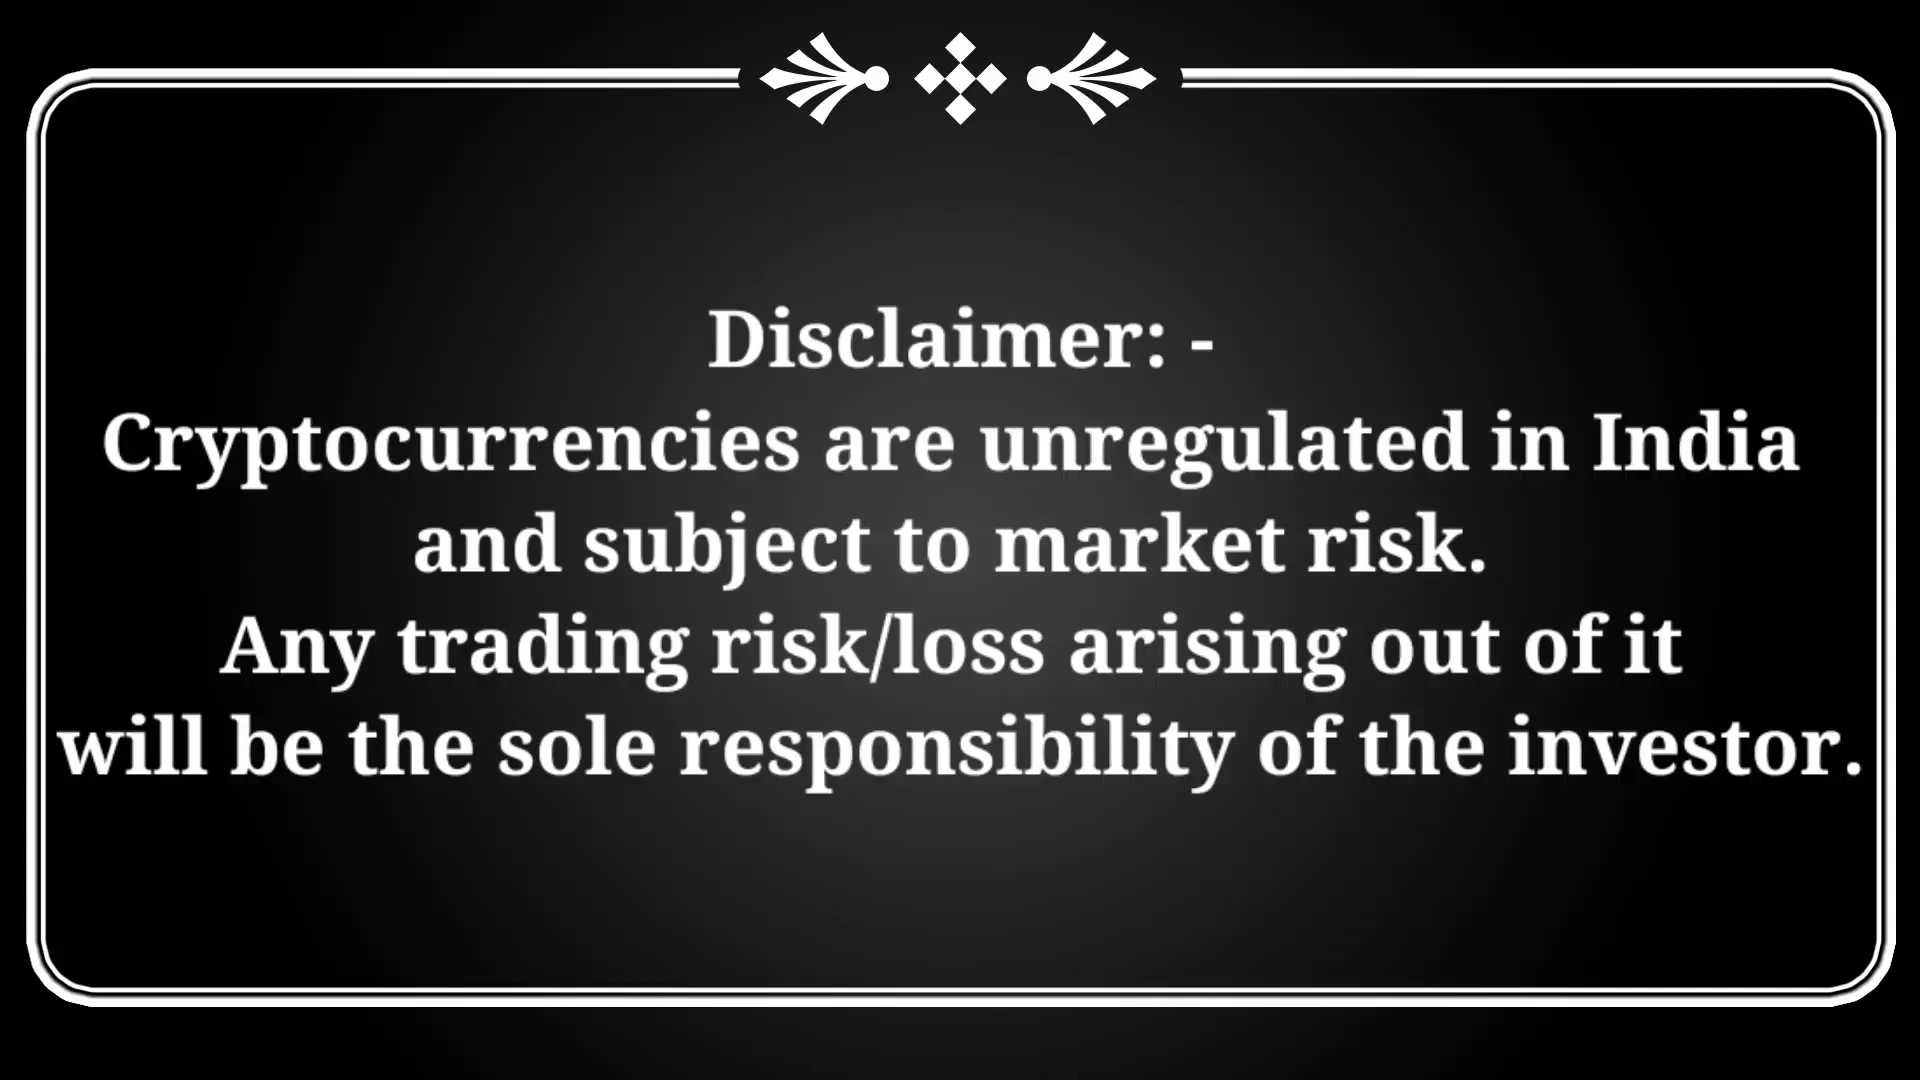 Disclaimer: -
Cryptocurrencies are unregulated in India
and subject to market risk.
Any trading risk/loss arising out of it
will be the sole responsibility of the investor.